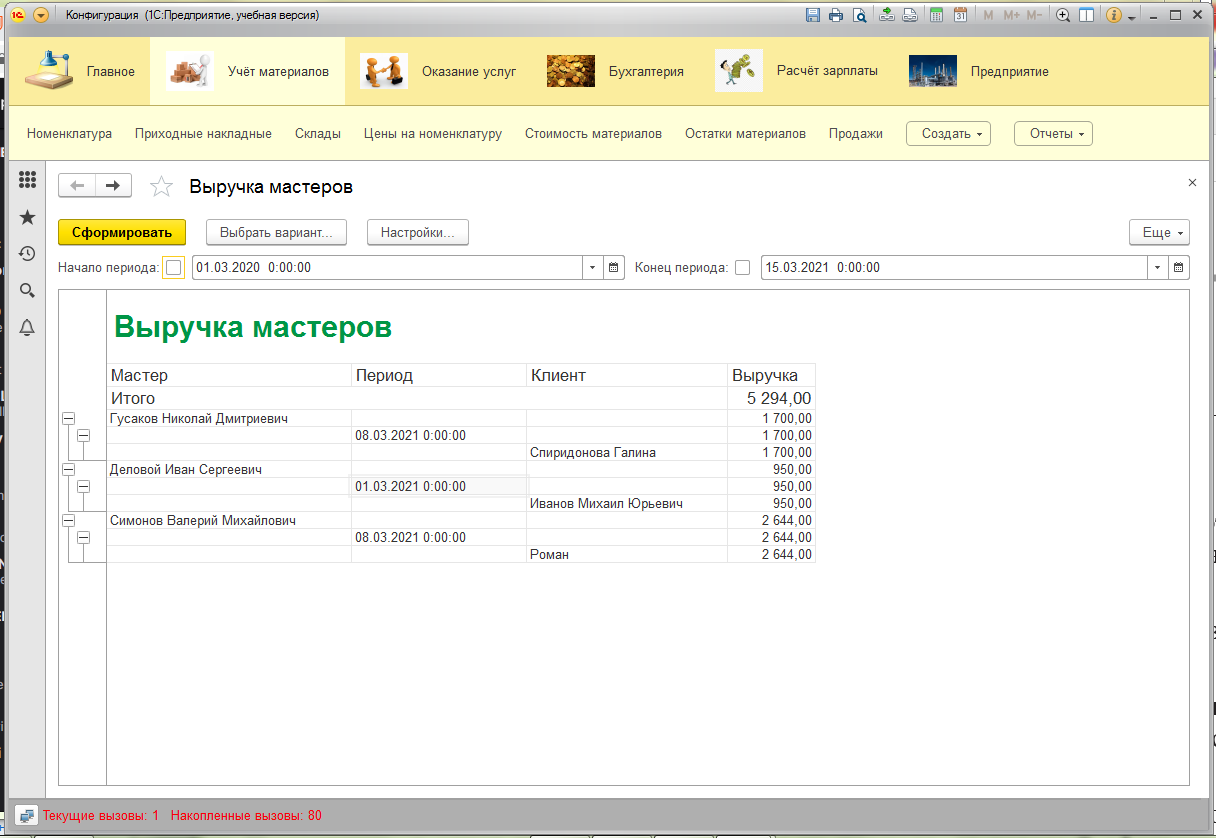 Конфигурация (1С:Предприятие, учебная версия)
31 M M+ M-
Главное Учёт материалов Оказание услуг Бухгалтерия Расчёт зарплаты Предприятие
Номенклатура Приходные накладные Склады Цены на номенклатуру Стоимость материалов Остатки материалов Продажи Создать Отчеты
Выручка мастеров
Сформировать Выбрать вариант... Настройки... Еще
Начало периода: 01.03.2020 0:00:00 Конец периода: 15.03.2021 0:00:00
Выручка мастеров
Мастер Период Клиент Выручка
Итого 5 294,00
Гусаков Николай Дмитриевич 1 700,00
08.03.2021 0:00:00 1 700,00
Спиридонова Галина 1 700,00
Деловой Иван Сергеевич 950,00
01.03.2021 0:00:00 950,00
Иванов Михаил Юрьевич 950,00
Симонов Валерий Михайлович 2 644,00
08.03.2021 0:00:00 2 644,00
Роман 2 644,00
Текущие вызовы: 1 Накопленные вызовы: 80